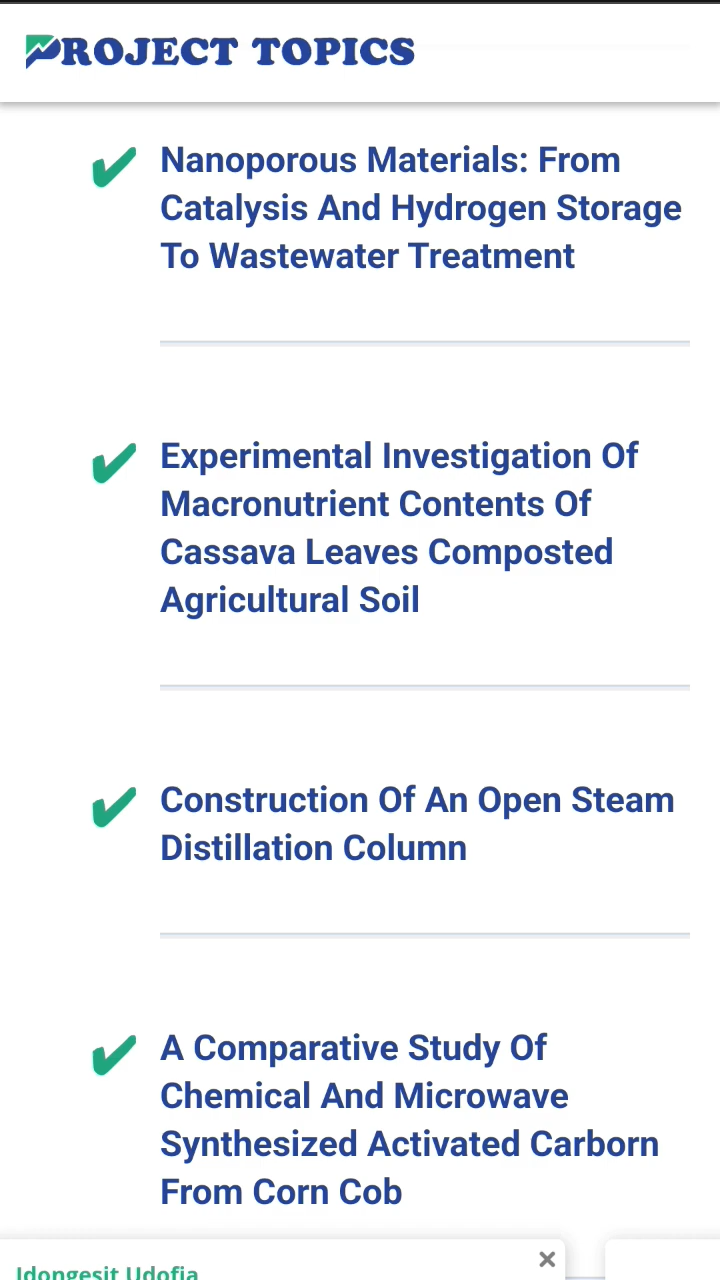 PROJECT TOPICS
Nanoporous Materials: From
Catalysis And Hydrogen Storage
To Wastewater Treatment
Experimental Investigation Of
Macronutrient Contents Of
Cassava Leaves Composted
Agricultural Soil
Construction Of An Open Steam
Distillation Column
A Comparative Study Of
Chemical And Microwave
Synthesized Activated Carborn
From Corn Cob
Idongesit Udofia